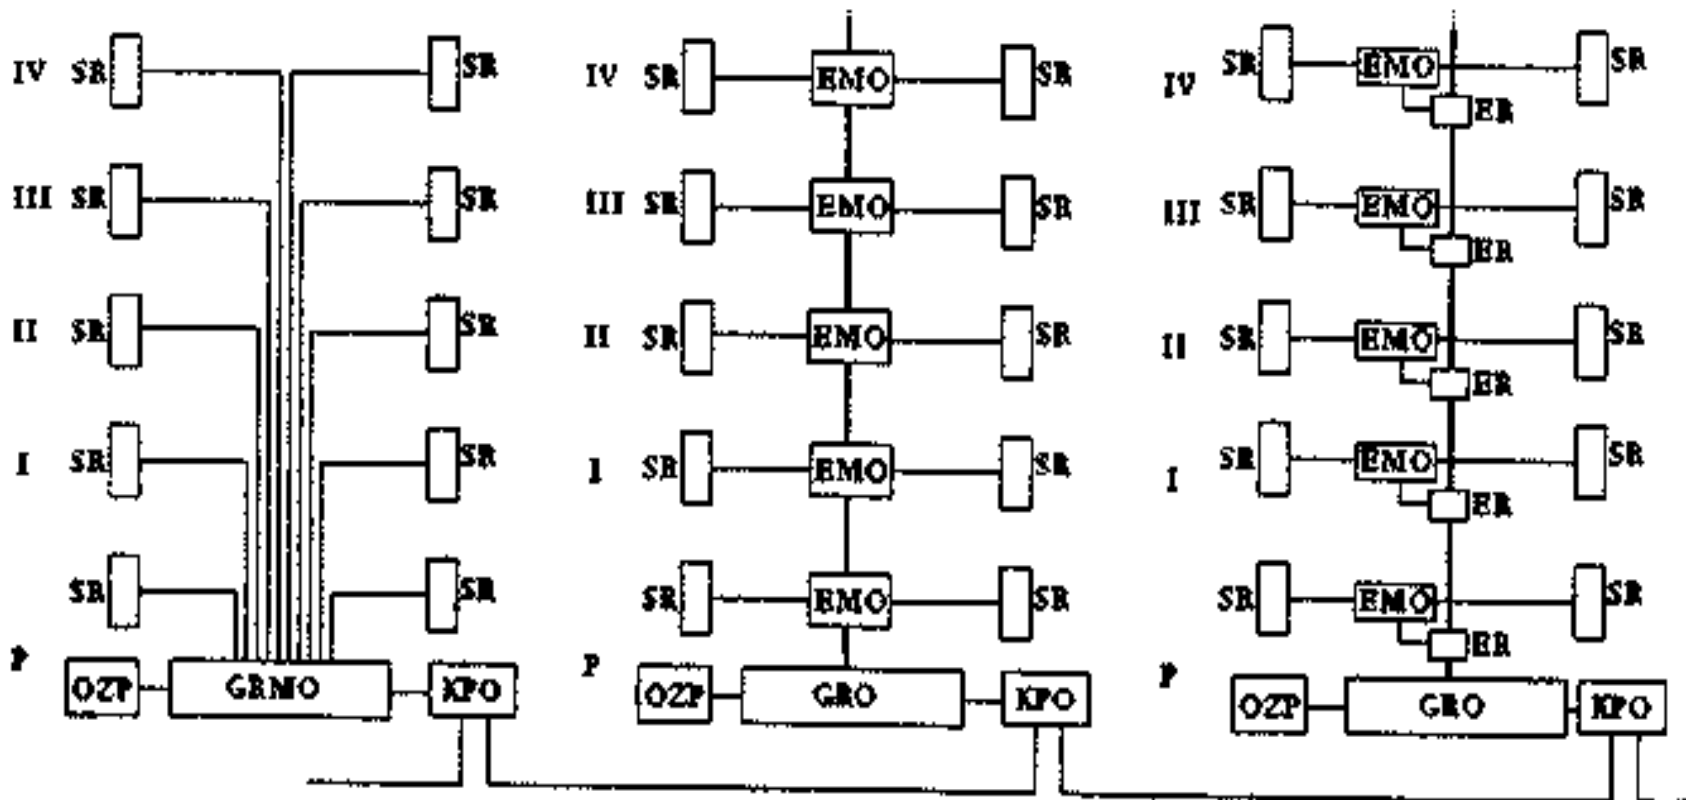 IV SR SR
III SR SR
II SR SR
I SR SR
SR SR
P OZP GRMO KPO
IV SR EMO SR
III SR EMO SR
II SR EMO SR
I SR EMO SR
SR EMO SR
P OZP GRO KPO
IV SR EMO SR
ER
III SR EMO SR
ER
II SR EMO SR
ER
I SR EMO SR
ER
SR EMO SR
ER
P OZP GRO KPO